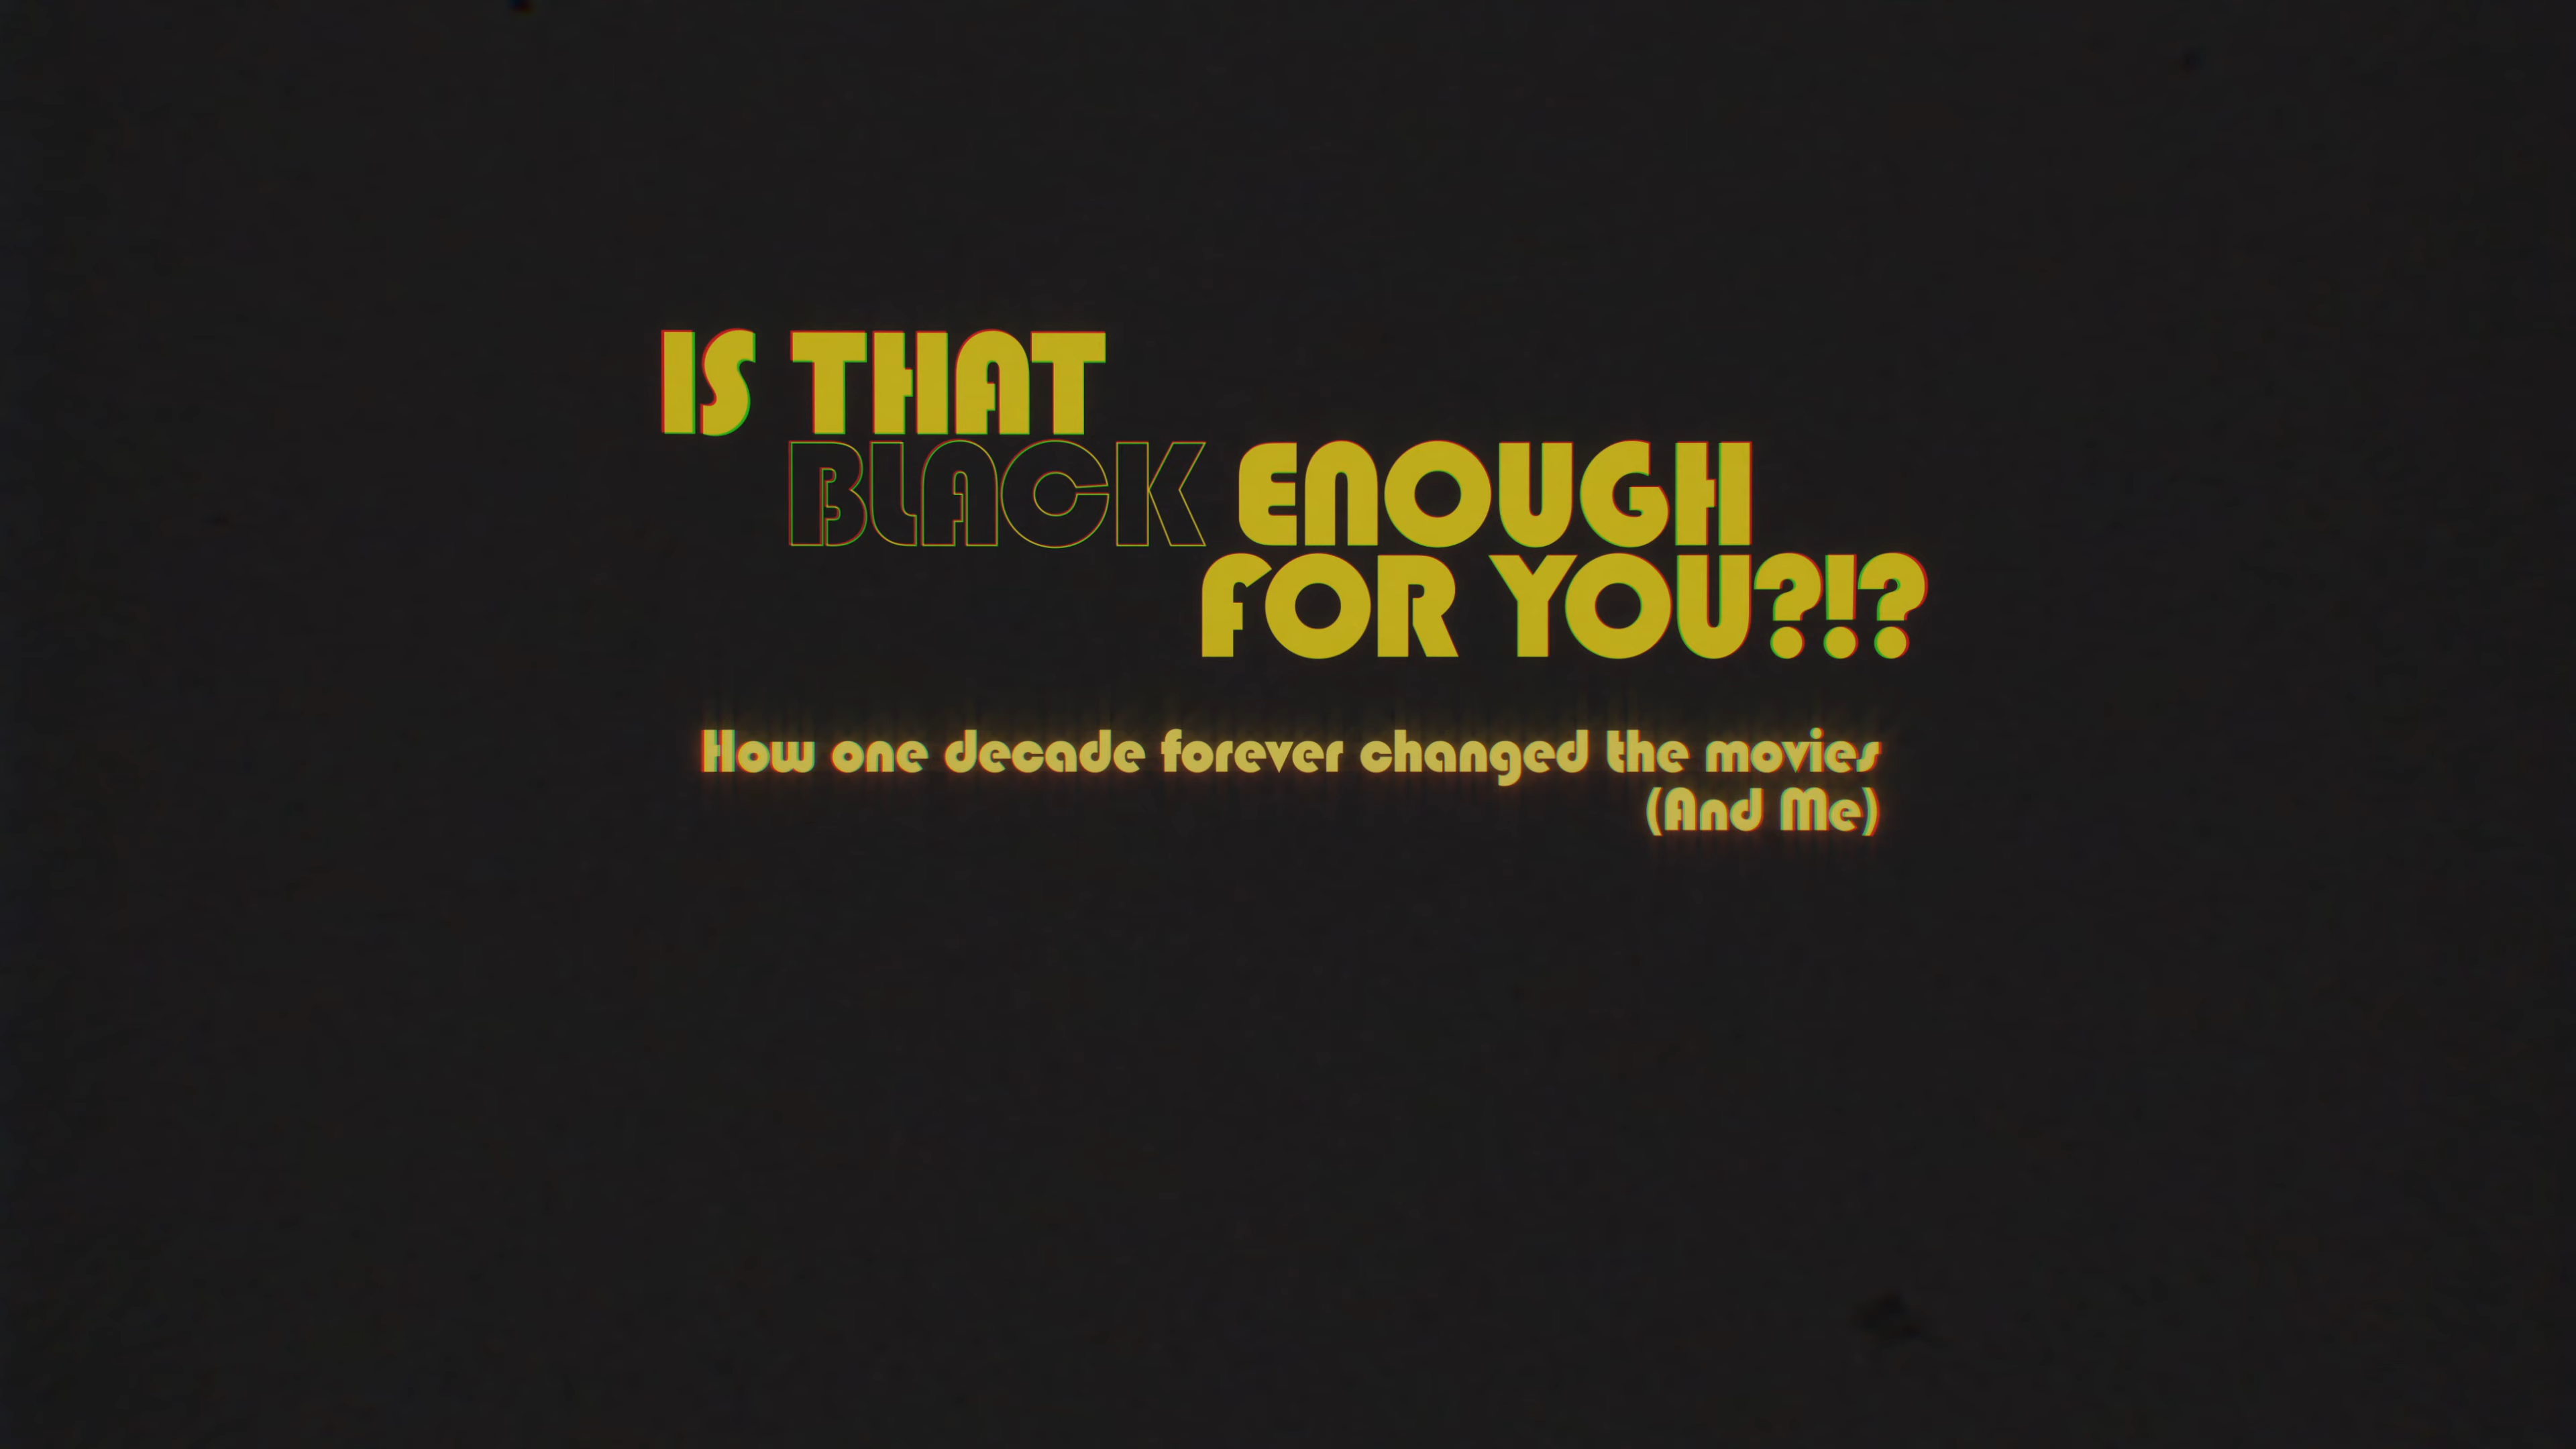 IS THAT
BLACK ENOUGH
FOR YOU?!?
How one decade forever changed the movies
(And Me)